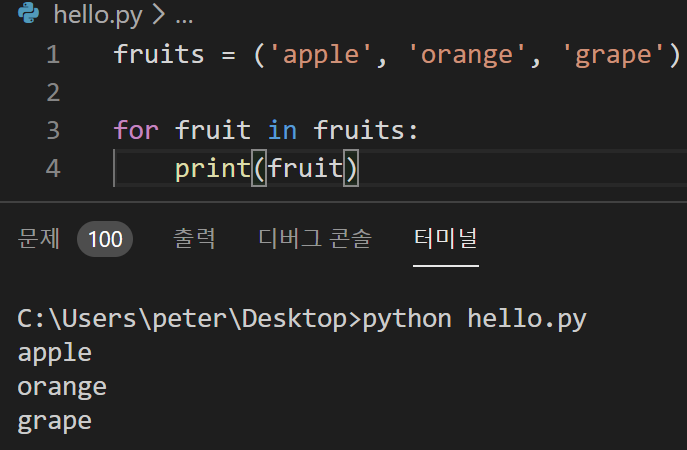 hello.py > ...
1 fruits = ('apple', 'orange', 'grape')
2
3 for fruit in fruits:
4     print(fruit)
문제 100 출력 디버그 콘솔 터미널
C:\Users\peter\Desktop>python hello.py
apple
orange
grape